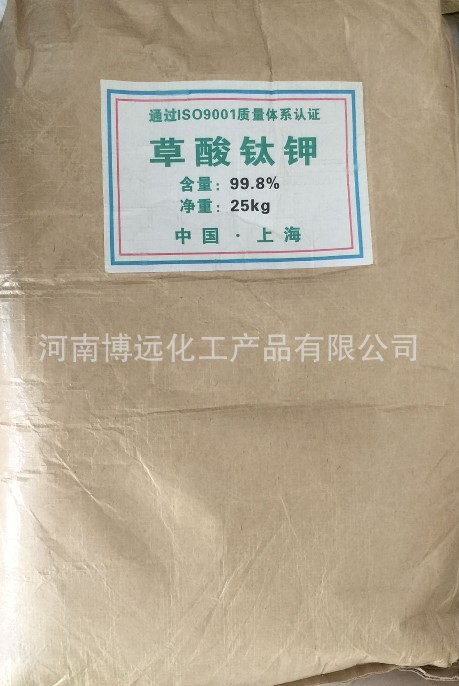 通过ISO9001质量体系认证
草酸钛钾
含量：99.8%
净重：25kg
中国·上海
河南博远化工产品有限公司